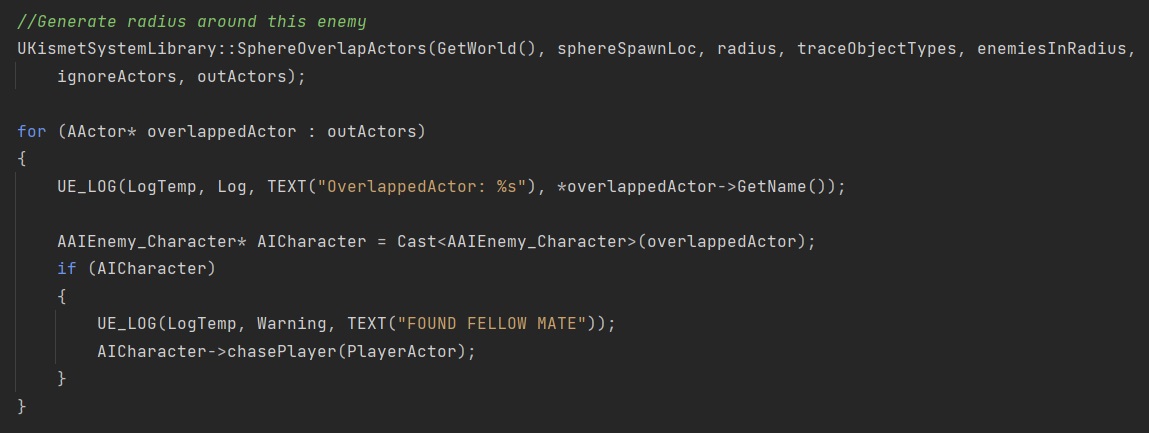 //Generate radius around this enemy
UKismetSystemLibrary::SphereOverlapActors(GetWorld(), sphereSpawnLoc, radius, traceObjectTypes, enemiesInRadius,
    ignoreActors, outActors);

for (AActor* overlappedActor : outActors)
{
    UE_LOG(LogTemp, Log, TEXT("OverlappedActor: %s"), *overlappedActor->GetName());

    AAIEnemy_Character* AICharacter = Cast<AAIEnemy_Character>(overlappedActor);
    if (AICharacter)
    {
        UE_LOG(LogTemp, Warning, TEXT("FOUND FELLOW MATE"));
        AICharacter->chasePlayer(PlayerActor);
    }
}